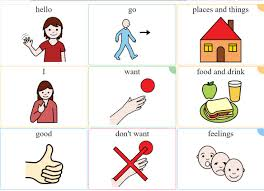 hello
go
places and things
I
want
food and drink
good
don't want
feelings